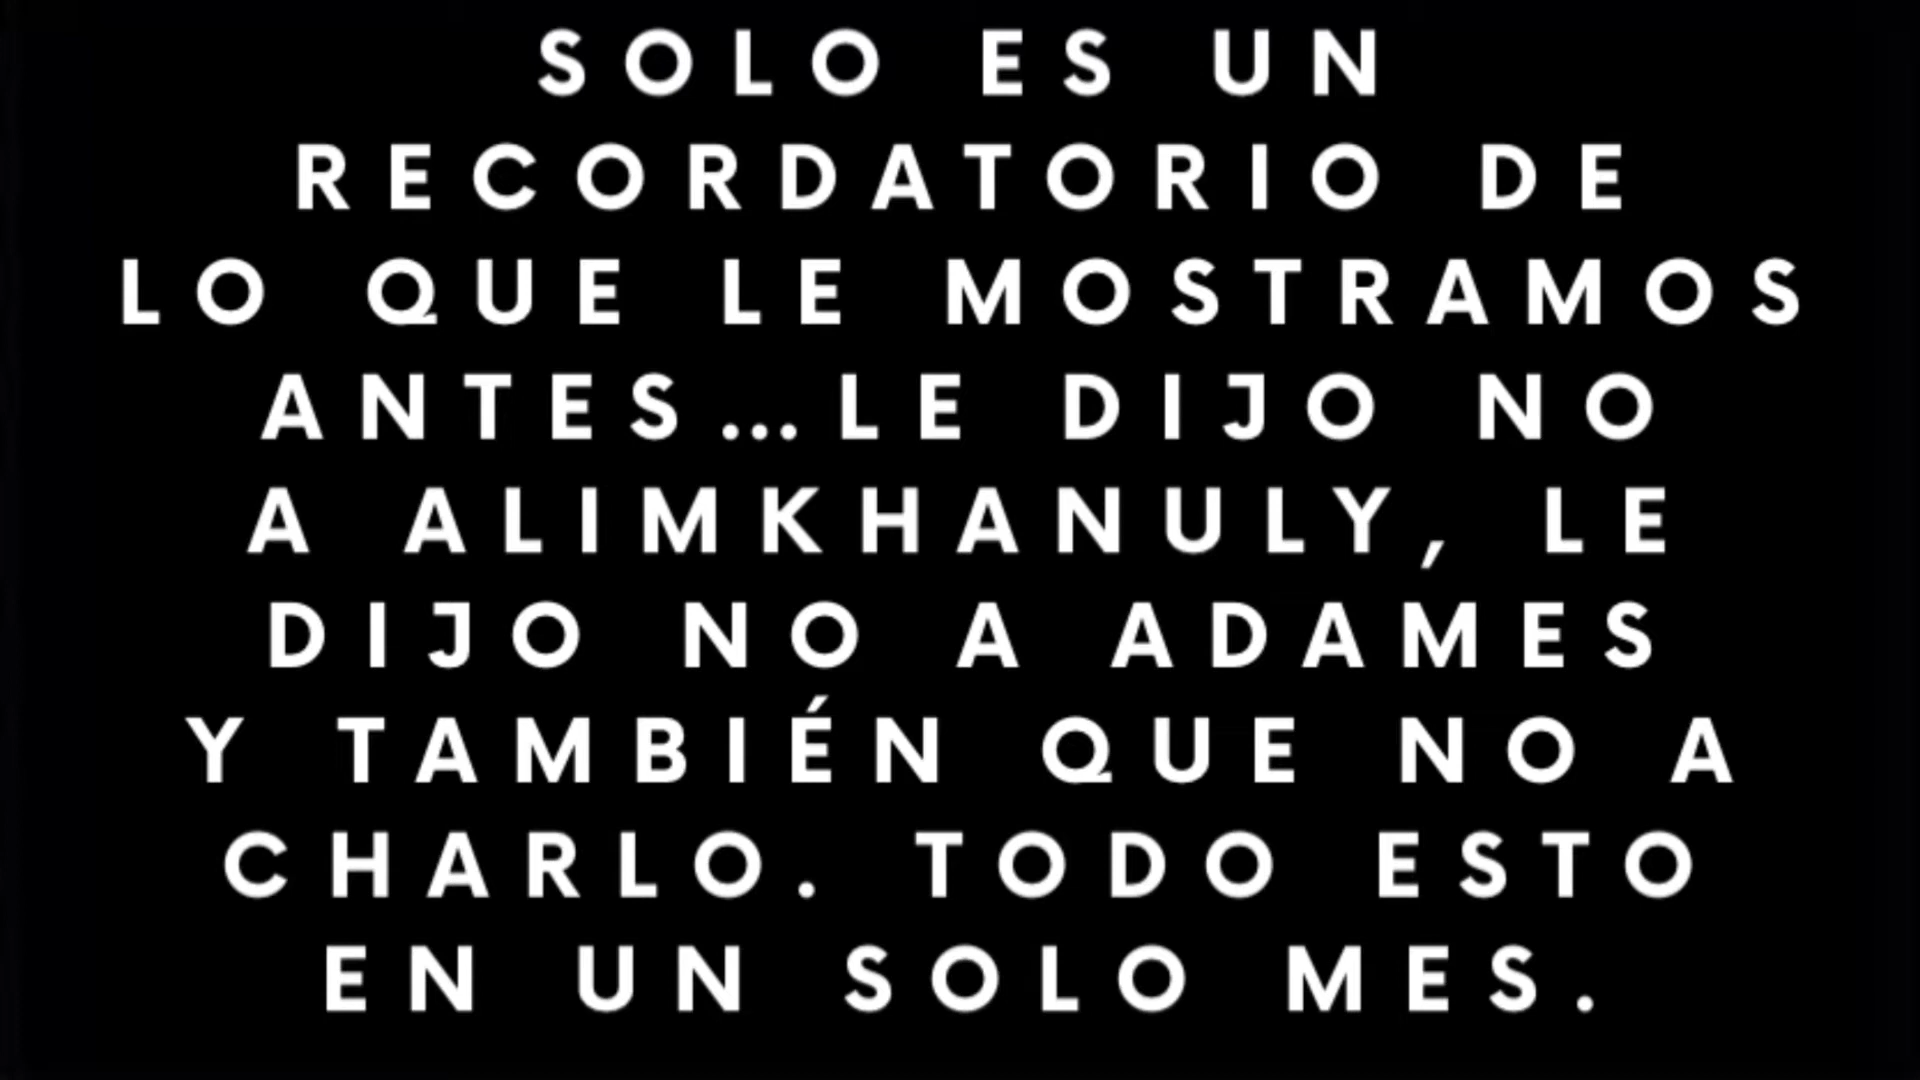 SOLO ES UN
RECORDATORIO DE
LO QUE LE MOSTRAMOS
ANTES...LE DIJO NO
A ALIMKHANULY, LE
DIJO NO A ADAMES
Y TAMBIÉN QUE NO A
CHARLO. TODO ESTO
EN UN SOLO MES.